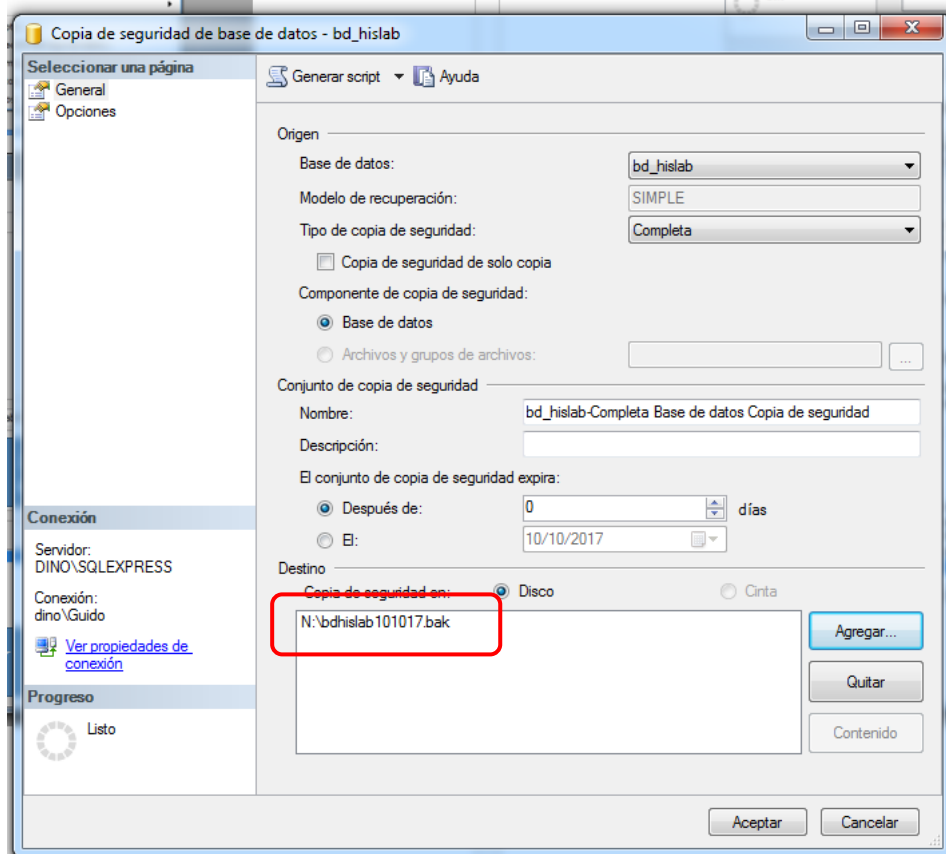 Copia de seguridad de base de datos - bd_hislab
Seleccionar una página
General
Opciones
Generar script
Ayuda
Origen
Base de datos:
bd_hislab
Modelo de recuperación:
SIMPLE
Tipo de copia de seguridad:
Completa
Copia de seguridad de solo copia
Componente de copia de seguridad:
Base de datos
Archivos y grupos de archivos:
...
Conjunto de copia de seguridad
Nombre:
bd_hislab-Completa Base de datos Copia de seguridad
Descripción:
El conjunto de copia de seguridad expira:
Después de:
0
días
El:
10/10/2017
Destino
Copia de seguridad en:
Disco
Cinta
N:\bdhislab101017.bak
Agregar...
Quitar
Contenido
Conexión
Servidor:
DINO\SQLEXPRESS
Conexión:
dino\Guido
Ver propiedades de
conexión
Progreso
Listo
Aceptar
Cancelar